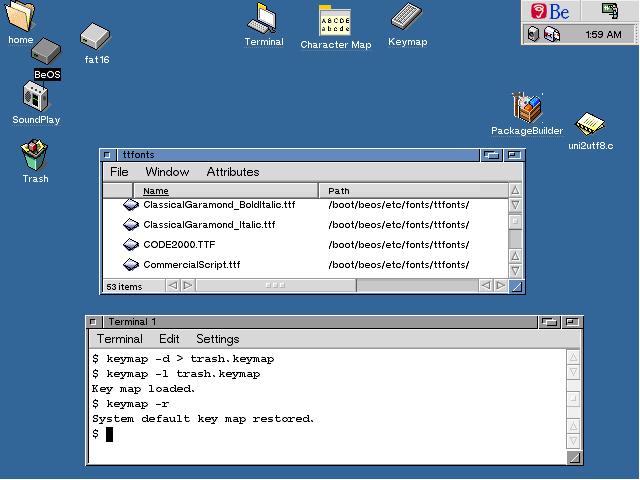 home
BeOS
fat16
SoundPlay
Trash
Terminal
Character Map
ABCDE
abcde
Keymap
Be
1:59 AM
PackageBuilder
uni2utf8.c
ttfonts
File Window Attributes
Name Path
ClassicalGaramond_BoldItalic.ttf /boot/beos/etc/fonts/ttfonts/
ClassicalGaramond_Italic.ttf /boot/beos/etc/fonts/ttfonts/
CODE2000.TTF /boot/beos/etc/fonts/ttfonts/
CommercialScript.ttf /boot/beos/etc/fonts/ttfonts/
53 items
Terminal 1
Terminal Edit Settings
$ keymap -d > trash.keymap
$ keymap -l trash.keymap
Key map loaded.
$ keymap -r
System default key map restored.
$